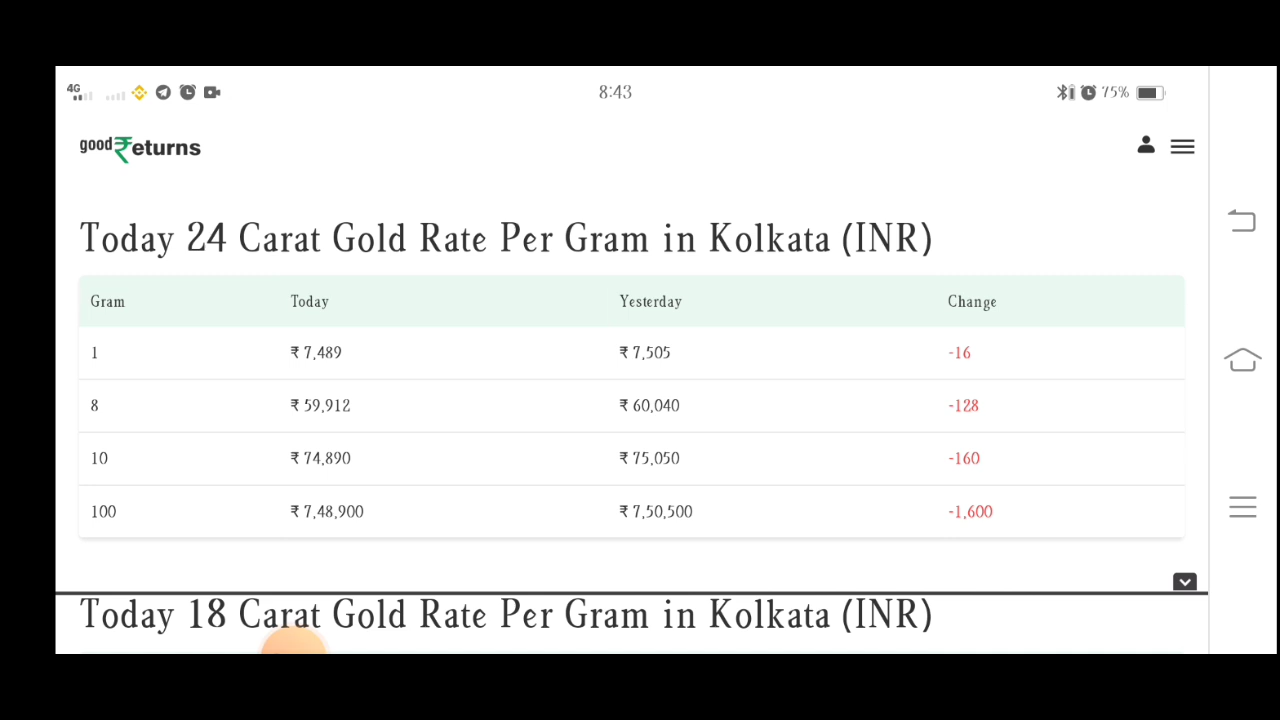 4G 8:43 75%
good₹eturns
Today 24 Carat Gold Rate Per Gram in Kolkata (INR)
Gram Today Yesterday Change
1 ₹ 7,489 ₹ 7,505 -16
8 ₹ 59,912 ₹ 60,040 -128
10 ₹ 74,890 ₹ 75,050 -160
100 ₹ 7,48,900 ₹ 7,50,500 -1,600
Today 18 Carat Gold Rate Per Gram in Kolkata (INR)